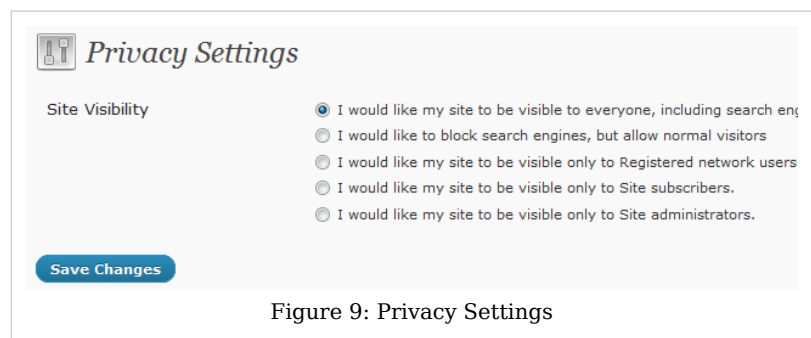 Privacy Settings
Site Visibility
I would like my site to be visible to everyone, including search
I would like to block search engines, but allow normal visitors
I would like my site to be visible only to Registered network users
I would like my site to be visible only to Site subscribers.
I would like my site to be visible only to Site administrators.
Save Changes
Figure 9: Privacy Settings